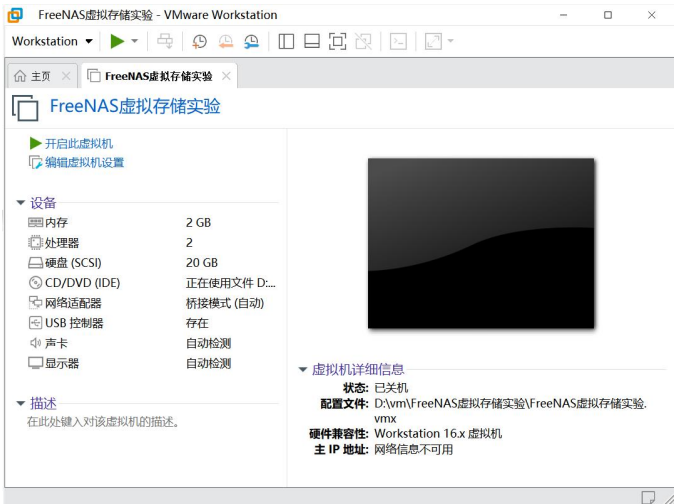 FreeNAS虚拟存储实验 - VMware Workstation
Workstation
主页
FreeNAS虚拟存储实验
FreeNAS虚拟存储实验
开启此虚拟机
编辑虚拟机设置
设备
内存 2 GB
处理器 2
硬盘 (SCSI) 20 GB
CD/DVD (IDE) 正在使用文件 D:...
网络适配器 桥接模式 (自动)
USB 控制器 存在
声卡 自动检测
显示器 自动检测
描述
在此处键入对该虚拟机的描述。
虚拟机详细信息
状态: 已关机
配置文件: D:\vm\FreeNAS虚拟存储实验\FreeNAS虚拟存储实验.
vmx
硬件兼容性: Workstation 16.x 虚拟机
主 IP 地址: 网络信息不可用